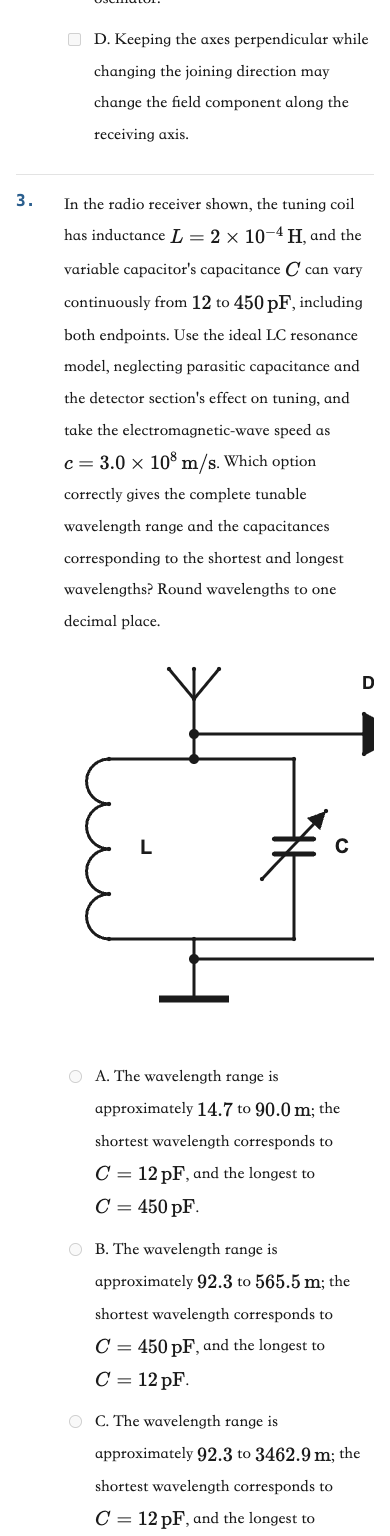 oscillator.
D. Keeping the axes perpendicular while
changing the joining direction may
change the field component along the
receiving axis.
3.
In the radio receiver shown, the tuning coil
has inductance L = 2 × 10⁻⁴ H, and the
variable capacitor's capacitance C can vary
continuously from 12 to 450 pF, including
both endpoints. Use the ideal LC resonance
model, neglecting parasitic capacitance and
the detector section's effect on tuning, and
take the electromagnetic-wave speed as
c = 3.0 × 10⁸ m/s. Which option
correctly gives the complete tunable
wavelength range and the capacitances
corresponding to the shortest and longest
wavelengths? Round wavelengths to one
decimal place.
D
L
C
A. The wavelength range is
approximately 14.7 to 90.0 m; the
shortest wavelength corresponds to
C = 12 pF, and the longest to
C = 450 pF.
B. The wavelength range is
approximately 92.3 to 565.5 m; the
shortest wavelength corresponds to
C = 450 pF, and the longest to
C = 12 pF.
C. The wavelength range is
approximately 92.3 to 3462.9 m; the
shortest wavelength corresponds to
C = 12 pF, and the longest to